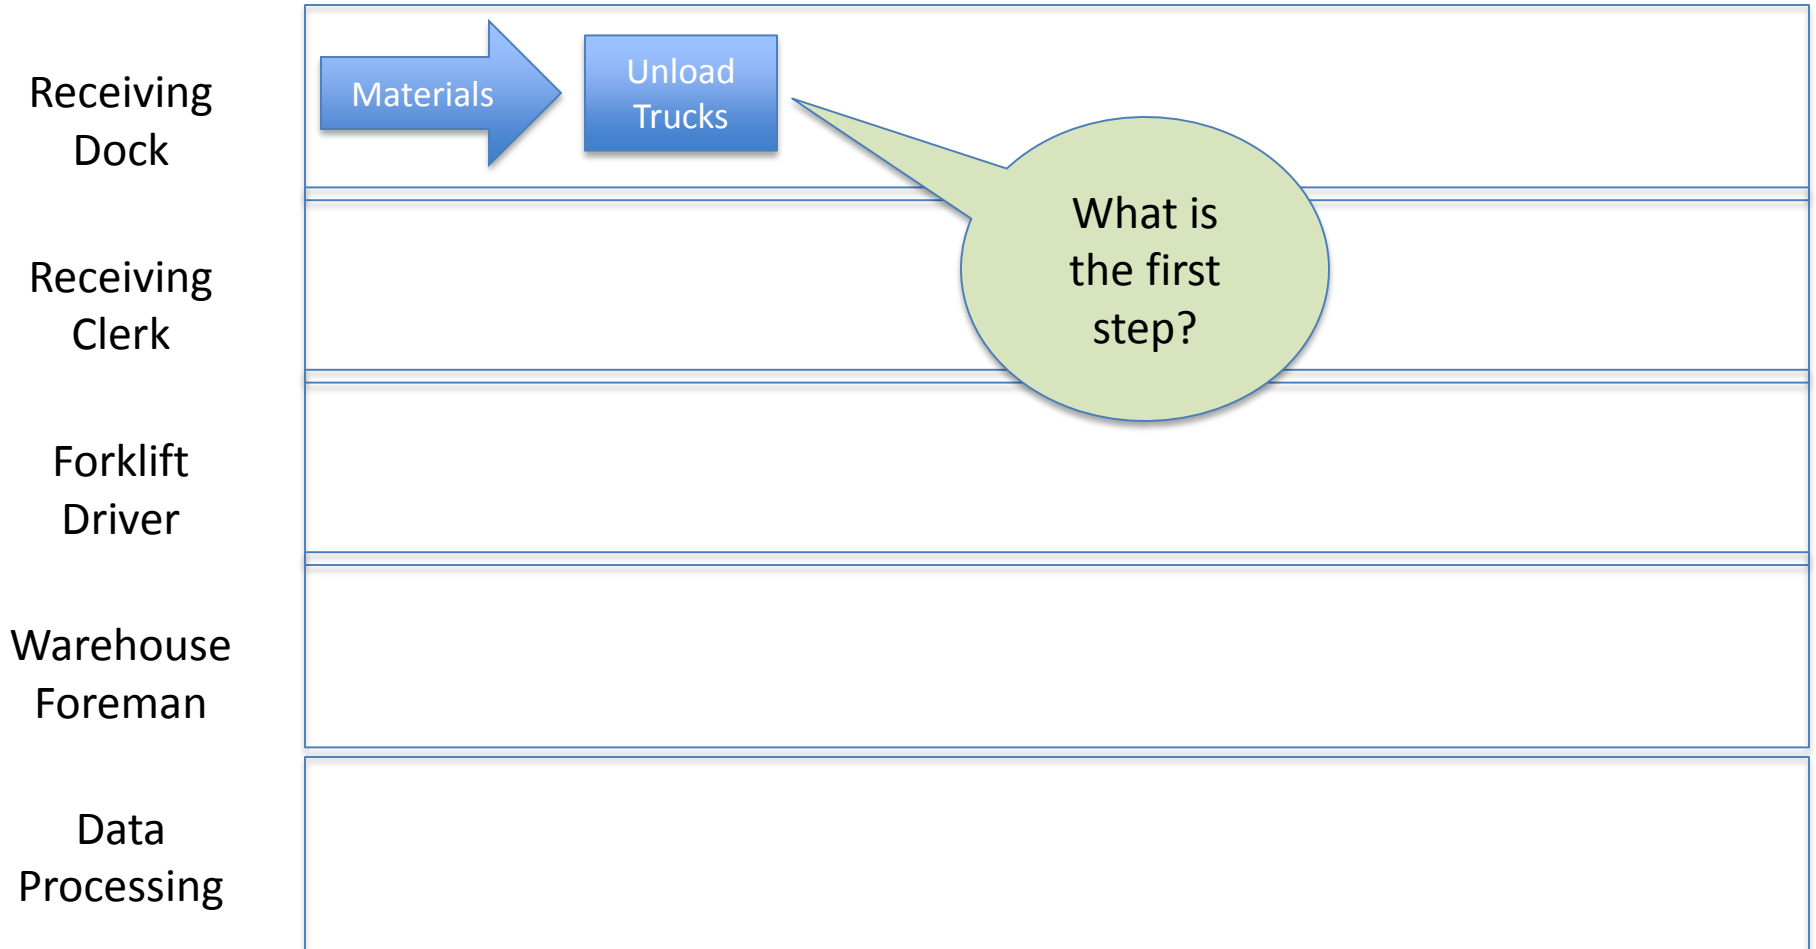 Receiving
Dock
Materials
Unload
Trucks
What is
the first
step?
Receiving
Clerk
Forklift
Driver
Warehouse
Foreman
Data
Processing